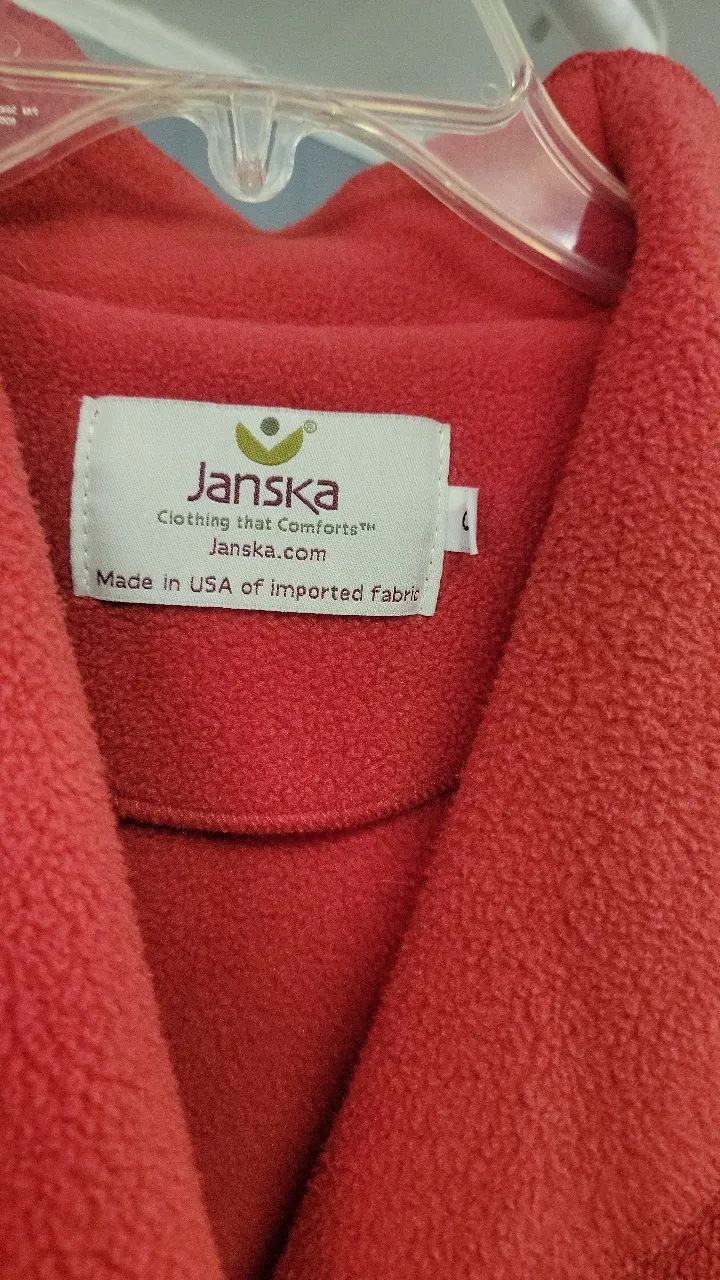 ®
Janska
Clothing that Comforts™
Janska.com
Made in USA of imported fabric